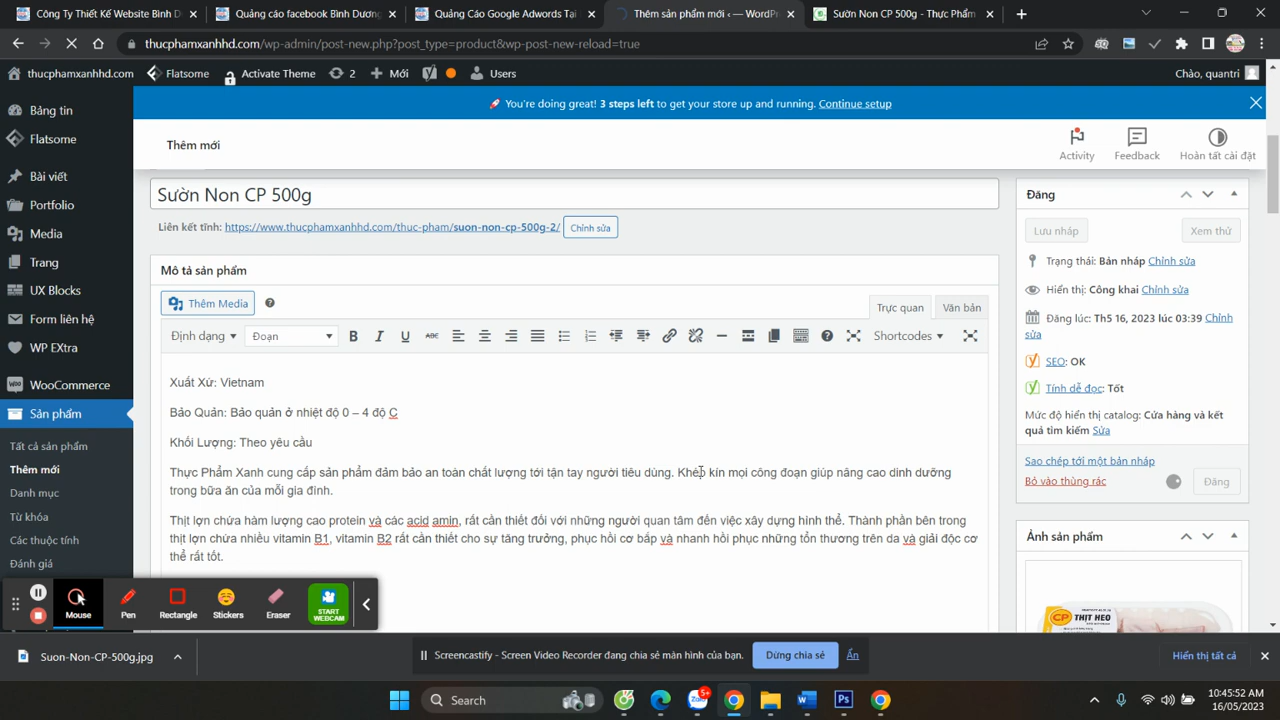 Công Ty Thiết Kế Website Bình D
Quảng cáo facebook Bình Dương
Quảng Cáo Google Adwords Tại
Thêm sản phẩm mới ‹ — WordPr
Sườn Non CP 500g - Thực Phẩm
thucphamxanhhd.com/wp-admin/post-new.php?post_type=product&wp-post-new-reload=true
thucphamxanhhd.com Flatsome Activate Theme 2 Mới Users Chào, quantri
🚀 You're doing great! 3 steps left to get your store up and running. Continue setup
Bảng tin
Flatsome
Bài viết
Portfolio
Media
Trang
UX Blocks
Form liên hệ
WP EXtra
WooCommerce
Sản phẩm
Tất cả sản phẩm
Thêm mới
Danh mục
Từ khóa
Các thuộc tính
Đánh giá
Thêm mới
Activity
Feedback
Hoàn tất cài đặt
Sườn Non CP 500g
Liên kết tĩnh: https://www.thucphamxanhhd.com/thuc-pham/suon-non-cp-500g-2/ Chỉnh sửa
Mô tả sản phẩm
Thêm Media
Trực quan Văn bản
Định dạng Đoạn B I U ABC Shortcodes
Xuất Xứ: Vietnam
Bảo Quản: Bảo quản ở nhiệt độ 0 – 4 độ C
Khối Lượng: Theo yêu cầu
Thực Phẩm Xanh cung cấp sản phẩm đảm bảo an toàn chất lượng tới tận tay người tiêu dùng. Khép kín mọi công đoạn giúp nâng cao dinh dưỡng
trong bữa ăn của mỗi gia đình.
Thịt lợn chứa hàm lượng cao protein và các acid amin, rất cần thiết đối với những người quan tâm đến việc xây dựng hình thể. Thành phần bên trong
thịt lợn chứa nhiều vitamin B1, vitamin B2 rất cần thiết cho sự tăng trưởng, phục hồi cơ bắp và nhanh hồi phục những tổn thương trên da và giải độc cơ
thể rất tốt.
Đăng
Lưu nháp Xem thử
Trạng thái: Bản nháp Chỉnh sửa
Hiển thị: Công khai Chỉnh sửa
Đăng lúc: Th5 16, 2023 lúc 03:39 Chỉnh
sửa
SEO: OK
Tính dễ đọc: Tốt
Mức độ hiển thị catalog: Cửa hàng và kết
quả tìm kiếm Sửa
Sao chép tới một bản nháp
Bỏ vào thùng rác Đăng
Ảnh sản phẩm
CP THỊT HEO
Mouse Pen Rectangle Stickers Eraser START
WEBCAM
Suon-Non-CP-500g.jpg
Screencastify - Screen Video Recorder đang chia sẻ màn hình của bạn. Dừng chia sẻ Ẩn
Hiển thị tất cả
Search
5+
10:45:52 SA
16/05/2023